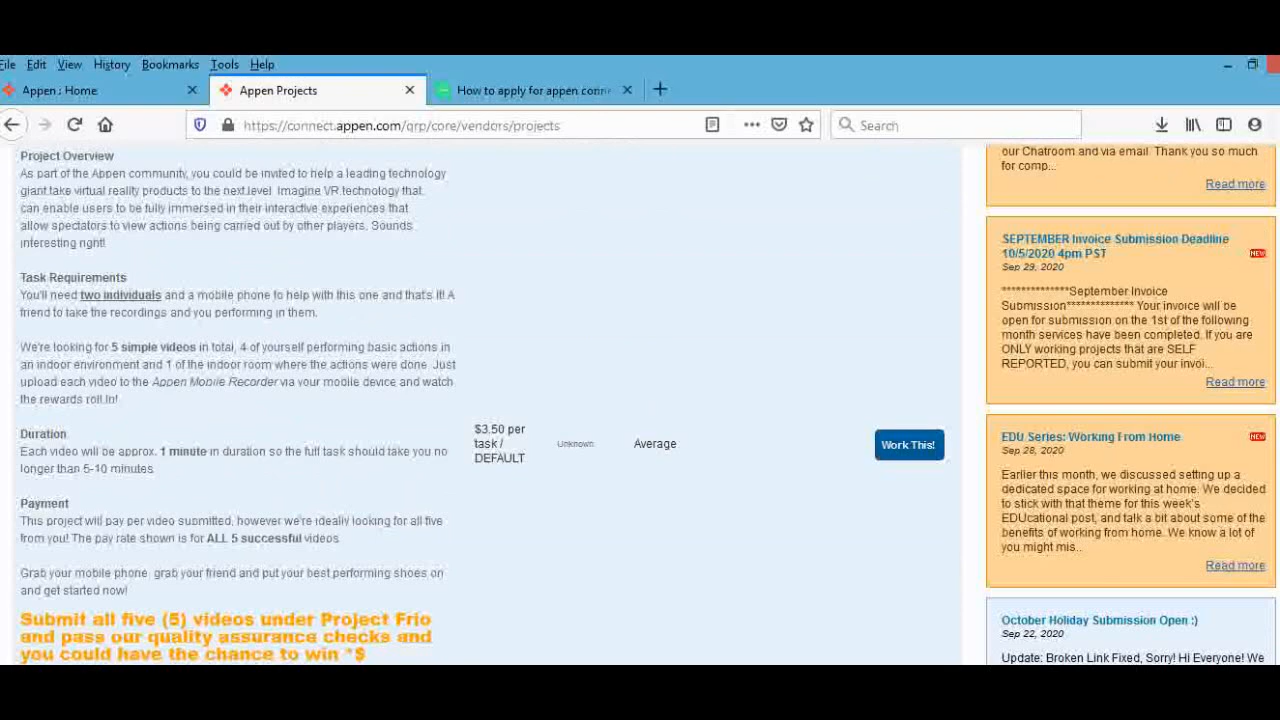 File Edit View History Bookmarks Tools Help
Appen : Home
Appen Projects
How to apply for appen conn
https://connect.appen.com/qrp/core/vendors/projects
Search
Project Overview
As part of the Appen community, you could be invited to help a leading technology
giant take virtual reality products to the next level. Imagine VR technology that
can enable users to be fully immersed in their interactive experiences that
allow spectators to view actions being carried out by other players. Sounds
interesting right!
Task Requirements
You'll need two individuals and a mobile phone to help with this one and that's it! A
friend to take the recordings and you performing in them.
We're looking for 5 simple videos in total, 4 of yourself performing basic actions in
an indoor environment and 1 of the indoor room where the actions were done. Just
upload each video to the Appen Mobile Recorder via your mobile device and watch
the rewards roll in!
Duration
Each video will be approx. 1 minute in duration so the full task should take you no
longer than 5-10 minutes.
Payment
This project will pay per video submitted, however we're ideally looking for all five
from you! The pay rate shown is for ALL 5 successful videos.
Grab your mobile phone, grab your friend and put your best performing shoes on
and get started now!
Submit all five (5) videos under Project Frio
and pass our quality assurance checks and
you could have the chance to win *$
$3.50 per
task /
DEFAULT
Unknown
Average
Work This!
our Chatroom and via email. Thank you so much
for comp...
Read more
SEPTEMBER Invoice Submission Deadline
10/5/2020 4pm PST
NEW
Sep 29, 2020
**************September Invoice
Submission************** Your invoice will be
open for submission on the 1st of the following
month services have been completed. If you are
ONLY working projects that are SELF
REPORTED, you can submit your invoi...
Read more
EDU Series: Working From Home
NEW
Sep 28, 2020
Earlier this month, we discussed setting up a
dedicated space for working at home. We decided
to stick with that theme for this week's
EDUcational post, and talk a bit about some of the
benefits of working from home. We know a lot of
you might mis...
Read more
October Holiday Submission Open :)
Sep 22, 2020
Update: Broken Link Fixed, Sorry! Hi Everyone! We